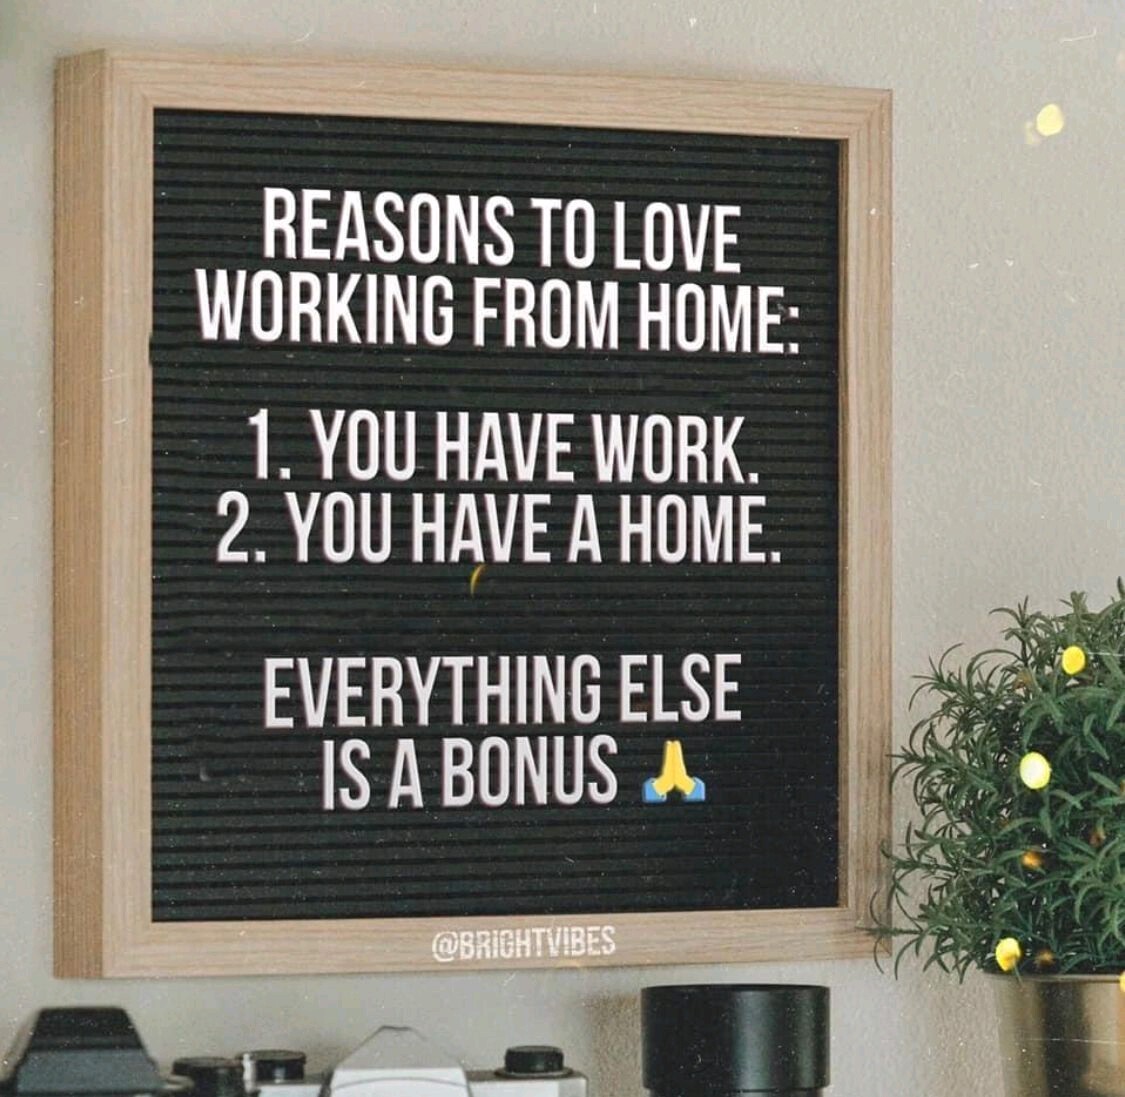 REASONS TO LOVE
WORKING FROM HOME:
1. YOU HAVE WORK.
2. YOU HAVE A HOME.
EVERYTHING ELSE
IS A BONUS 🙏
@BRIGHTVIBES